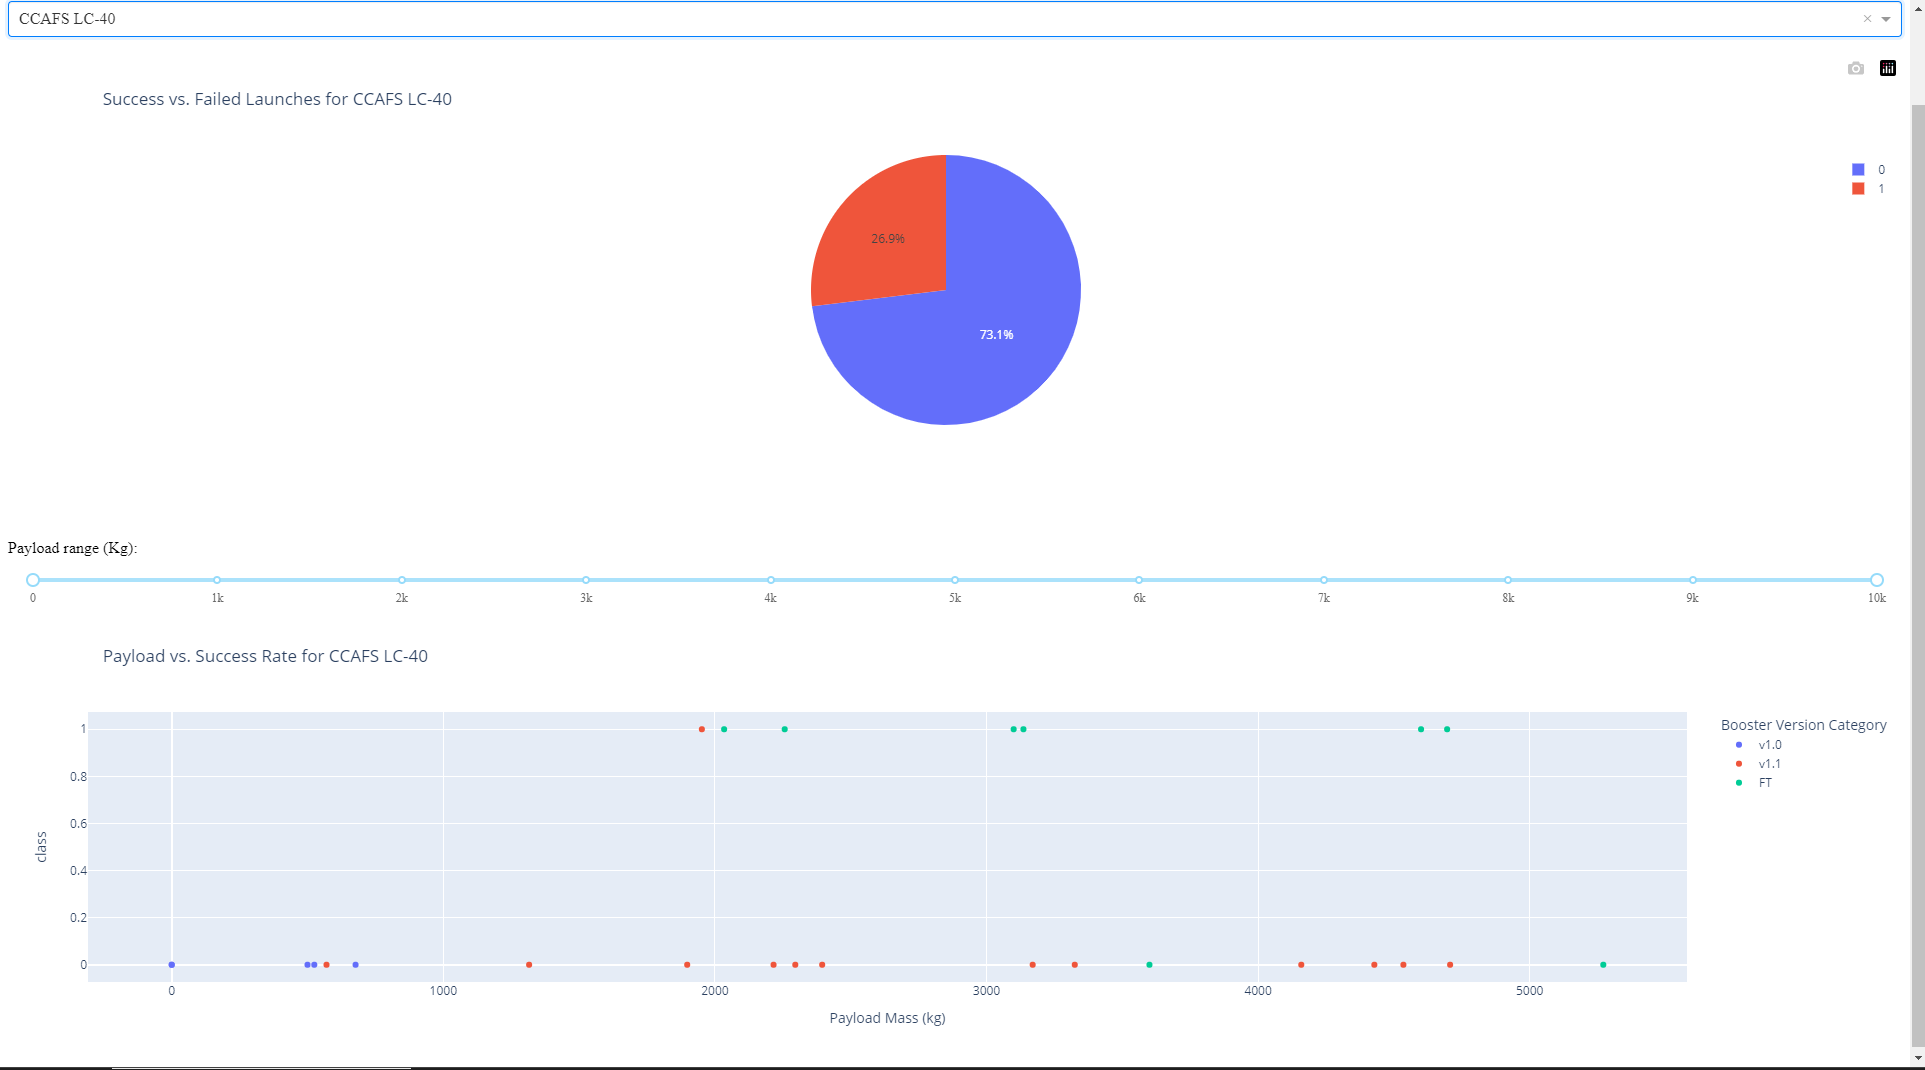 CCAFS LC-40
Success vs. Failed Launches for CCAFS LC-40
0
1
26.9%
73.1%
Payload range (Kg):
0 1k 2k 3k 4k 5k 6k 7k 8k 9k 10k
Payload vs. Success Rate for CCAFS LC-40
Booster Version Category
v1.0
v1.1
FT
1
0.8
0.6
0.4
0.2
0
class
0 1000 2000 3000 4000 5000
Payload Mass (kg)